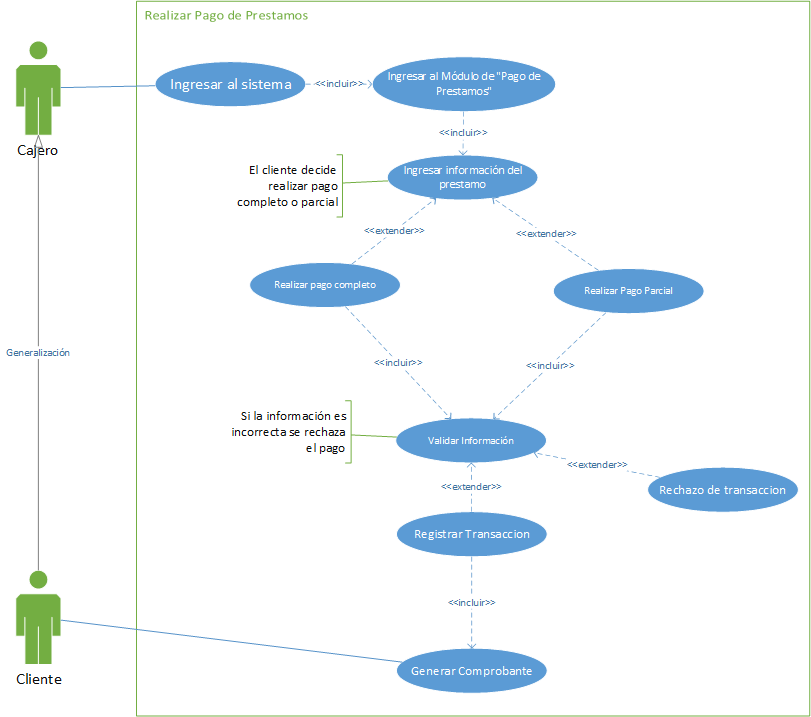 Realizar Pago de Prestamos
Ingresar al sistema
<<incluir>>
Ingresar al Módulo de "Pago de
Prestamos"
Cajero
<<incluir>>
El cliente decide
realizar pago
completo o parcial
Ingresar información del
prestamo
<<extender>>
<<extender>>
Realizar pago completo
Realizar Pago Parcial
Generalización
<<incluir>>
<<incluir>>
Si la información es
incorrecta se rechaza
el pago
Validar Información
<<extender>>
<<extender>>
Rechazo de transaccion
Registrar Transaccion
<<incluir>>
Generar Comprobante
Cliente